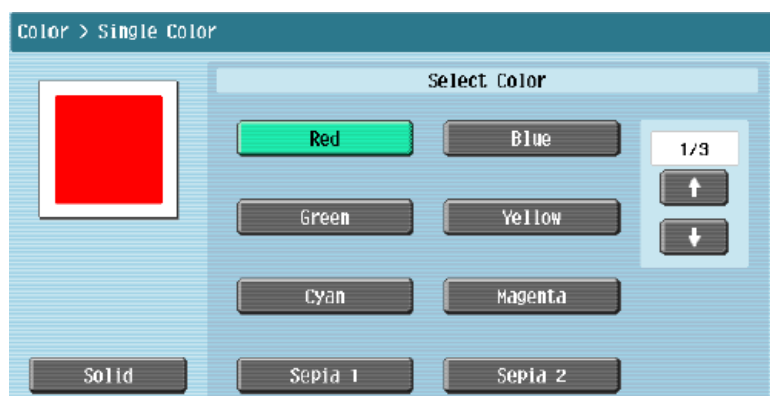 Color > Single Color
Select Color
Red Blue
1/3
Green Yellow
Cyan Magenta
Solid Sepia 1 Sepia 2